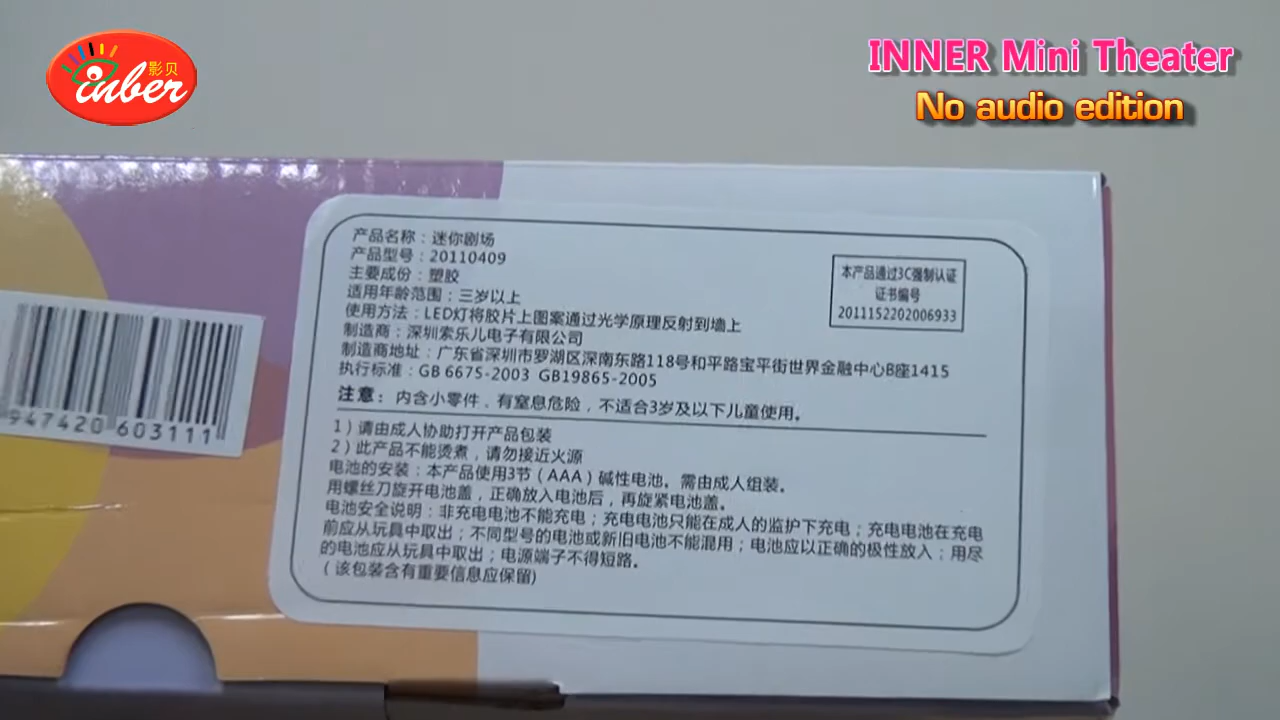 影贝
inber
INNER Mini Theater
No audio edition
产品名称：迷你剧场
产品型号：20110409
主要成份：塑胶
适用年龄范围：三岁以上
使用方法：LED灯将胶片上图案通过光学原理反射到墙上
制造商：深圳索乐儿电子有限公司
制造商地址：广东省深圳市罗湖区深南东路118号和平路宝平街世界金融中心B座1415
执行标准：GB 6675-2003 GB19865-2005
本产品通过3C强制认证
证书编号
2011152202006933
注意：内含小零件、有窒息危险，不适合3岁及以下儿童使用。
1）请由成人协助打开产品包装
2）此产品不能烫煮，请勿接近火源
电池的安装：本产品使用3节（AAA）碱性电池。需由成人组装。
用螺丝刀旋开电池盖，正确放入电池后，再旋紧电池盖。
电池安全说明：非充电电池不能充电；充电电池只能在成人的监护下充电；充电电池在充电
前应从玩具中取出；不同型号的电池或新旧电池不能混用；电池应以正确的极性放入；用尽
的电池应从玩具中取出；电源端子不得短路。
（该包装含有重要信息应保留)
947420 603111